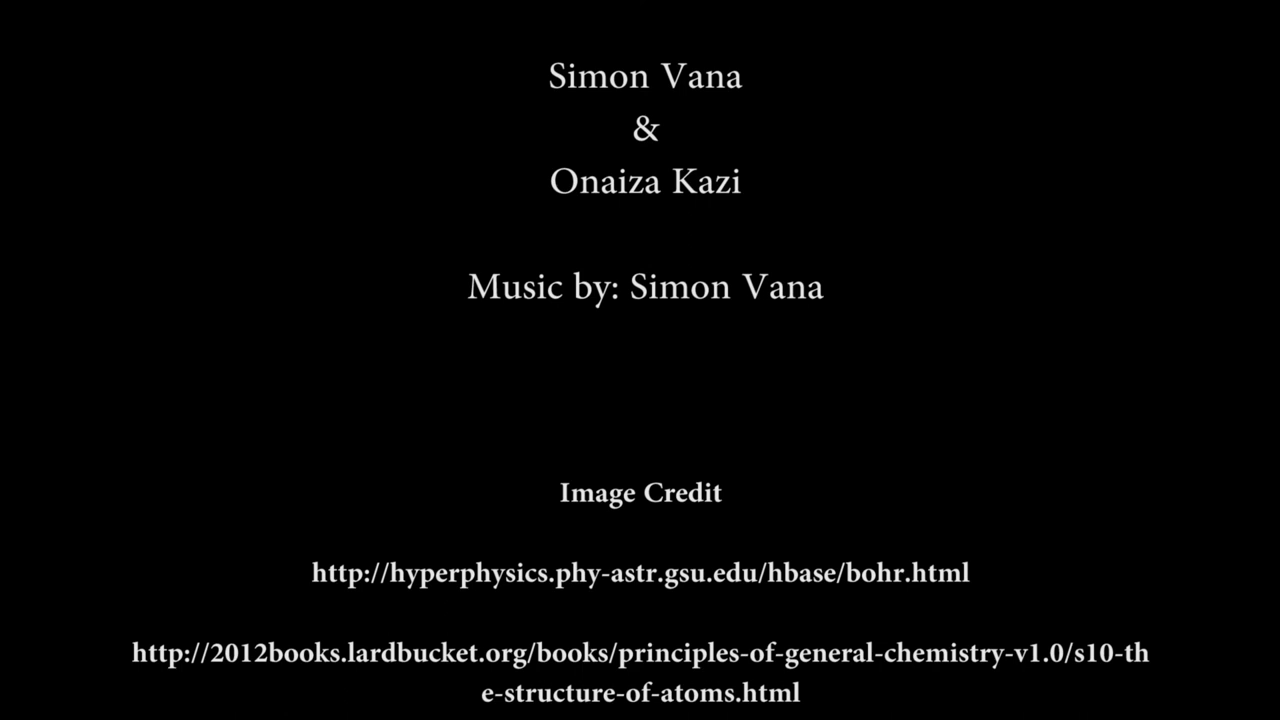 Simon Vana
&
Onaiza Kazi
Music by: Simon Vana
Image Credit
http://hyperphysics.phy-astr.gsu.edu/hbase/bohr.html
http://2012books.lardbucket.org/books/principles-of-general-chemistry-v1.0/s10-th
e-structure-of-atoms.html